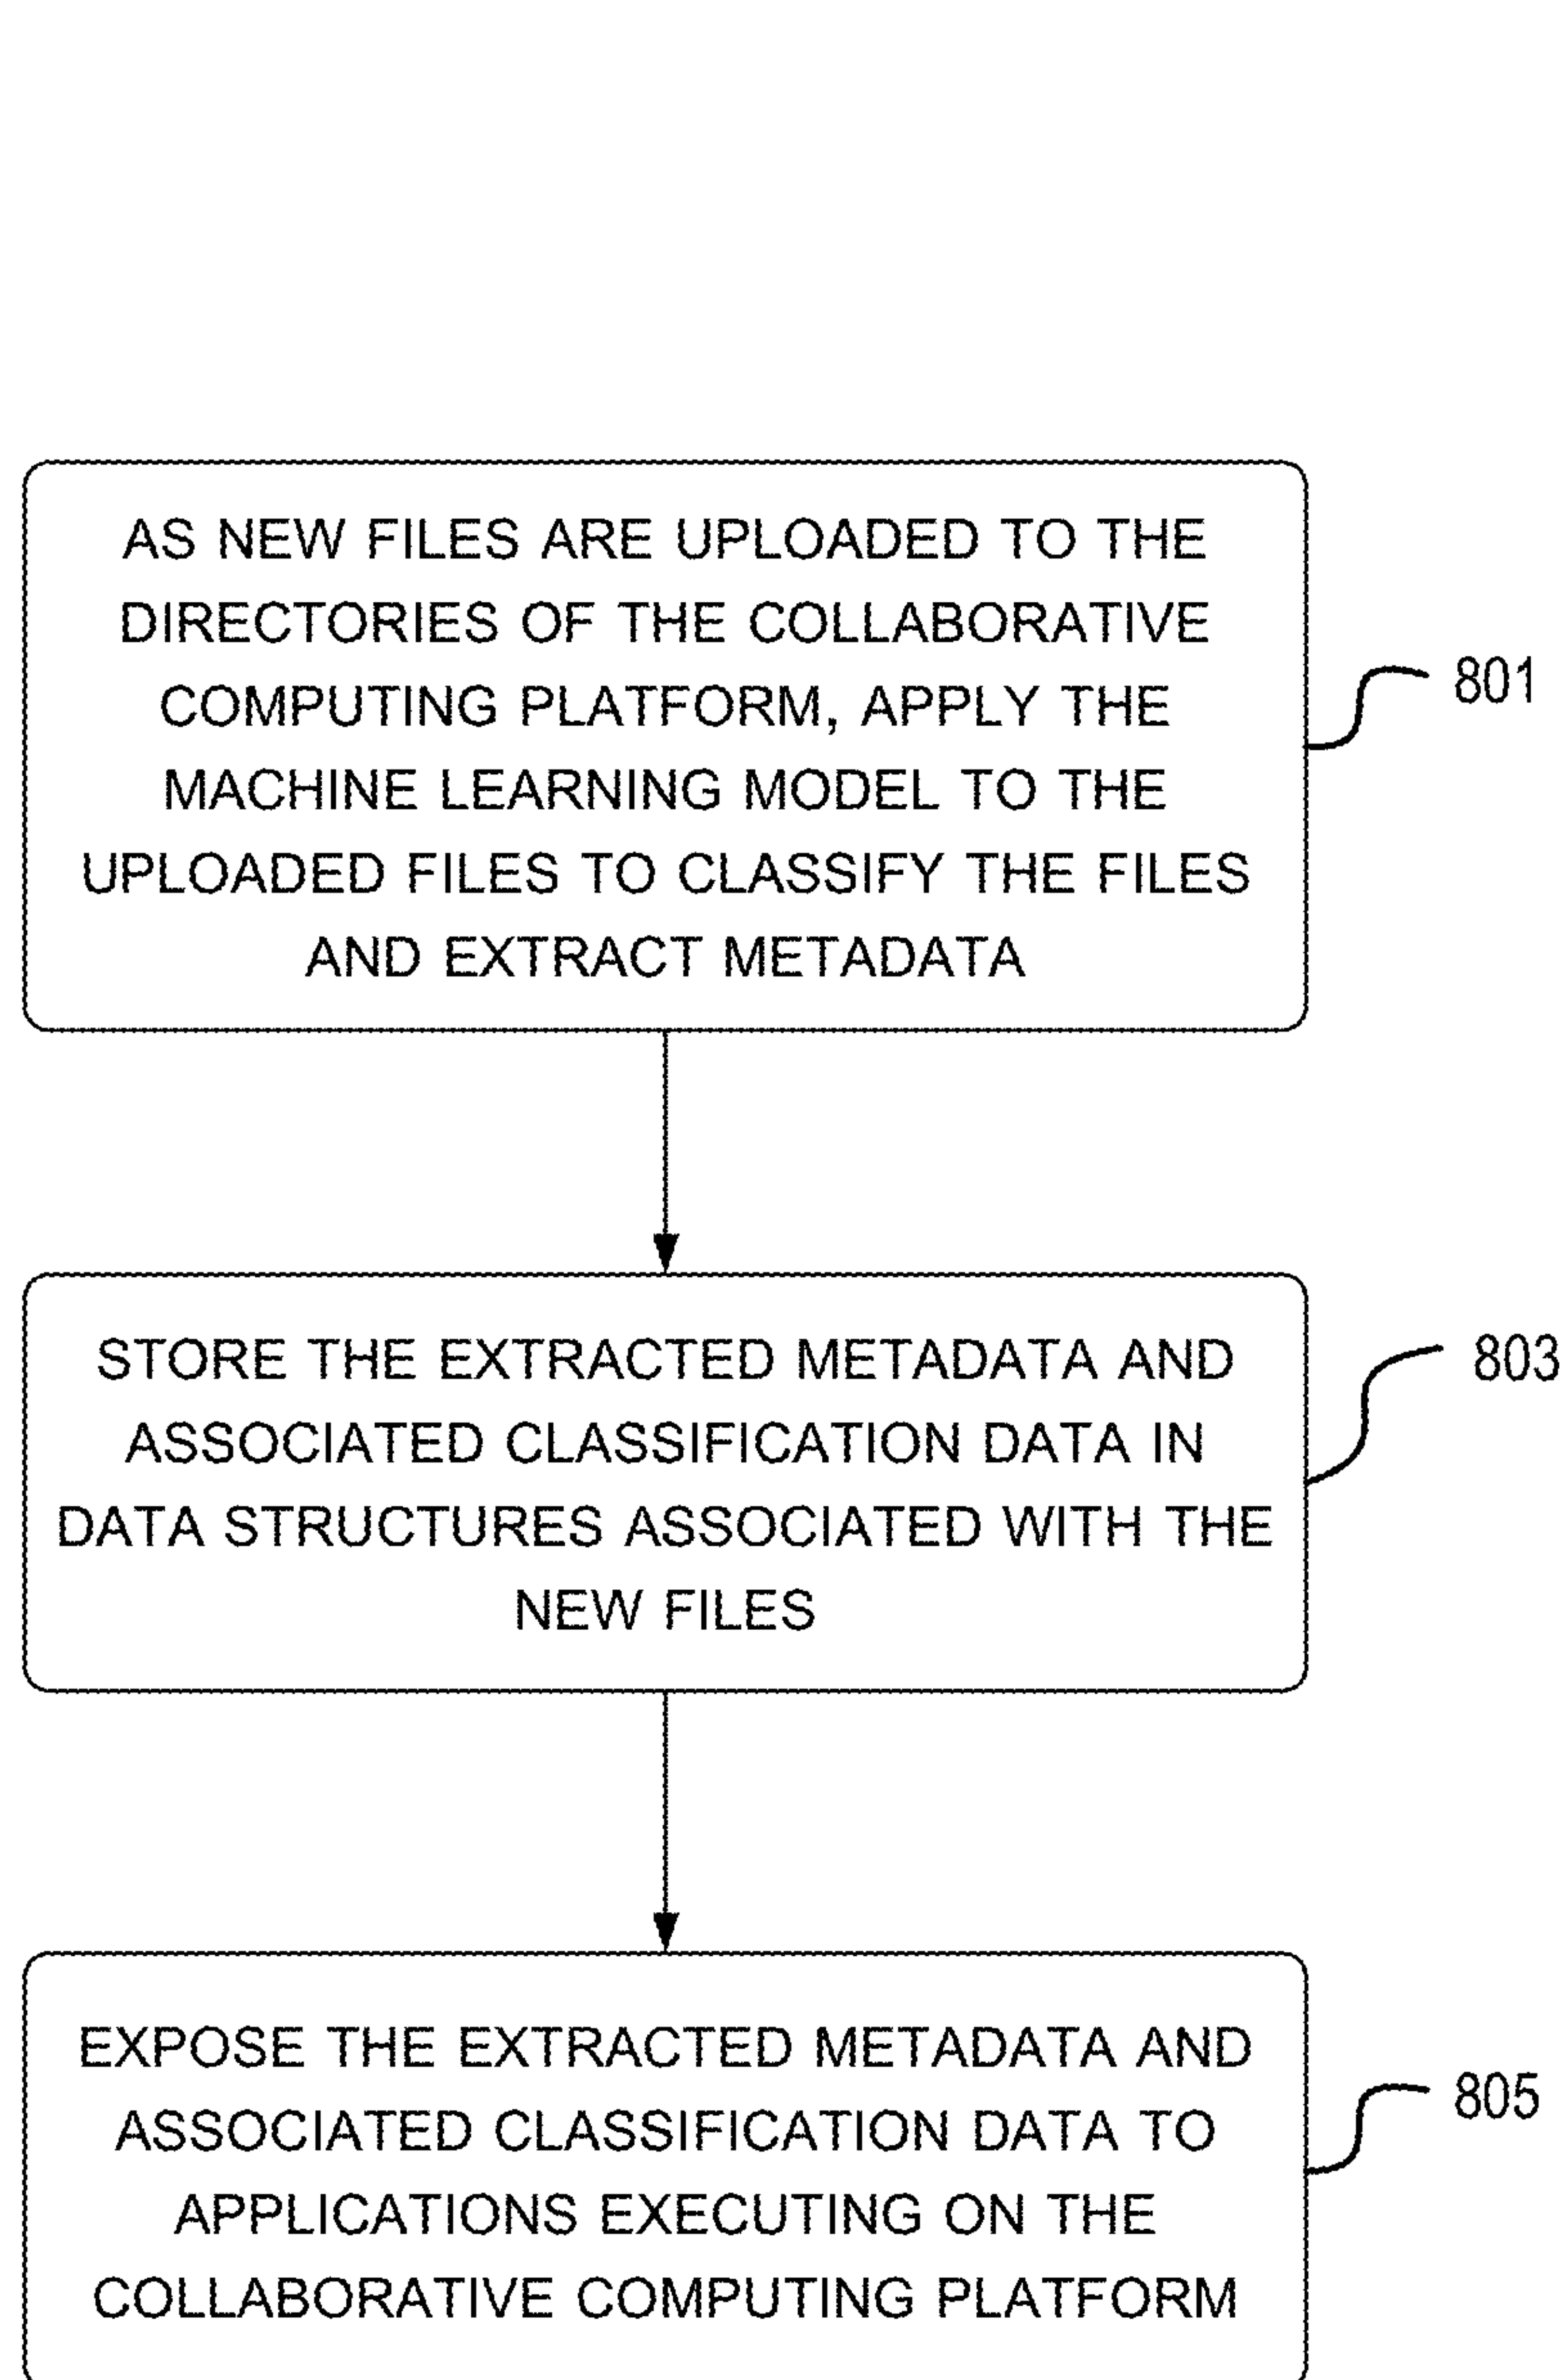 AS NEW FILES ARE UPLOADED TO THE
DIRECTORIES OF THE COLLABORATIVE
COMPUTING PLATFORM, APPLY THE
MACHINE LEARNING MODEL TO THE
UPLOADED FILES TO CLASSIFY THE FILES
AND EXTRACT METADATA
801
STORE THE EXTRACTED METADATA AND
ASSOCIATED CLASSIFICATION DATA IN
DATA STRUCTURES ASSOCIATED WITH THE
NEW FILES
803
EXPOSE THE EXTRACTED METADATA AND
ASSOCIATED CLASSIFICATION DATA TO
APPLICATIONS EXECUTING ON THE
COLLABORATIVE COMPUTING PLATFORM
805